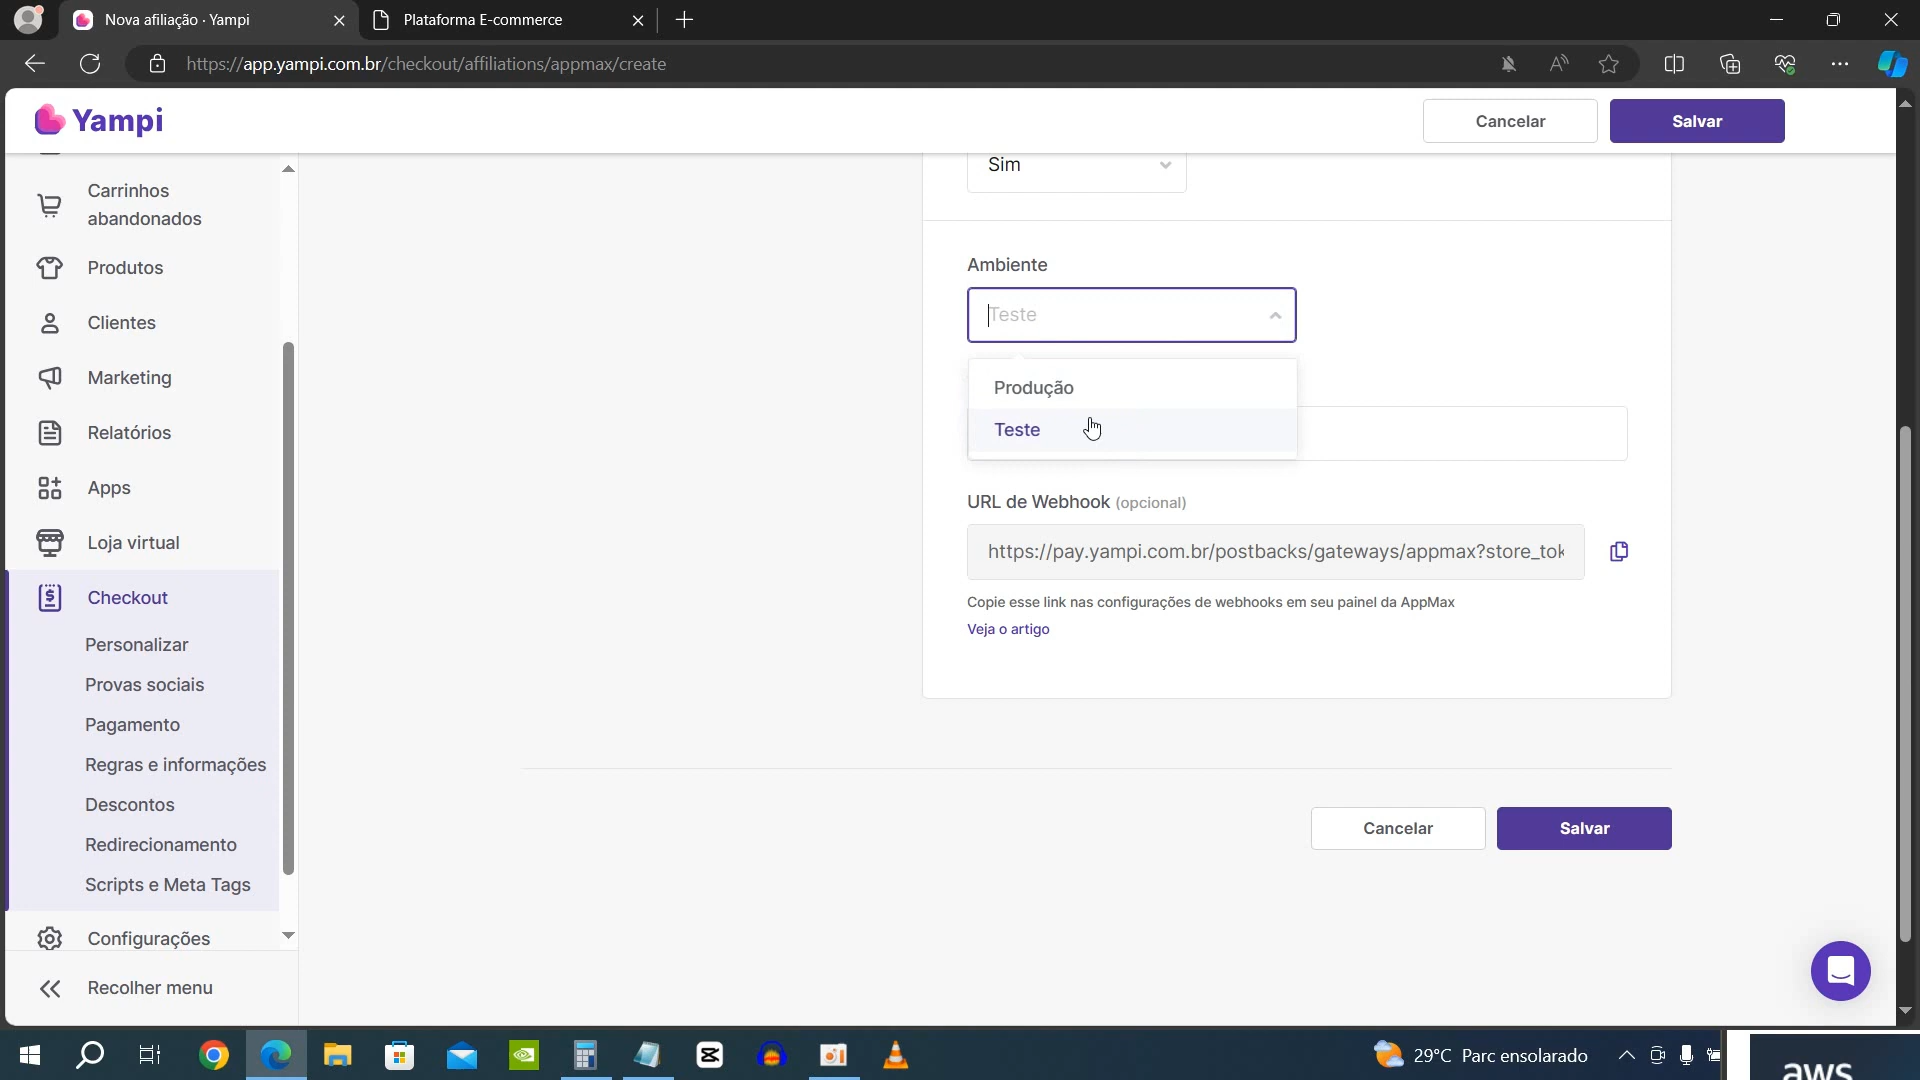 Nova afiliação · Yampi
Plataforma E-commerce
https://app.yampi.com.br/checkout/affiliations/appmax/create
Yampi
Cancelar
Salvar
Carrinhos
abandonados
Produtos
Clientes
Marketing
Relatórios
Apps
Loja virtual
Checkout
Personalizar
Provas sociais
Pagamento
Regras e informações
Descontos
Redirecionamento
Scripts e Meta Tags
Configurações
Recolher menu
Sim
Ambiente
Teste
Produção
Teste
URL de Webhook (opcional)
https://pay.yampi.com.br/postbacks/gateways/appmax?store_tok
Copie esse link nas configurações de webhooks em seu painel da AppMax
Veja o artigo
Cancelar
Salvar
29°C Parc ensolarado
aws